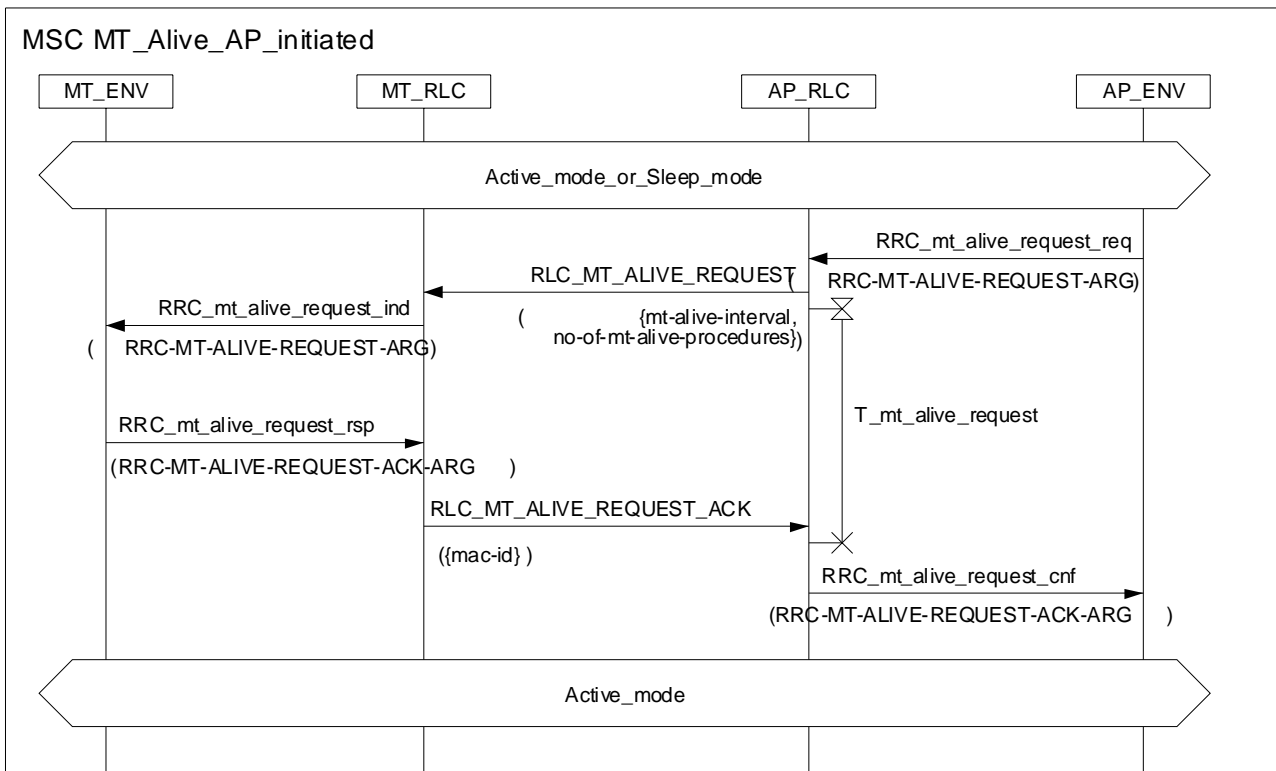 MSC MT_Alive_AP_initiated
MT_ENV
MT_RLC
AP_RLC
AP_ENV
Active_mode_or_Sleep_mode
RRC_mt_alive_request_req
(RRC-MT-ALIVE-REQUEST-ARG)
RLC_MT_ALIVE_REQUEST
( {mt-alive-interval,
no-of-mt-alive-procedures})
RRC_mt_alive_request_ind
( RRC-MT-ALIVE-REQUEST-ARG)
T_mt_alive_request
RRC_mt_alive_request_rsp
(RRC-MT-ALIVE-REQUEST-ACK-ARG )
RLC_MT_ALIVE_REQUEST_ACK
({mac-id} )
RRC_mt_alive_request_cnf
(RRC-MT-ALIVE-REQUEST-ACK-ARG )
Active_mode